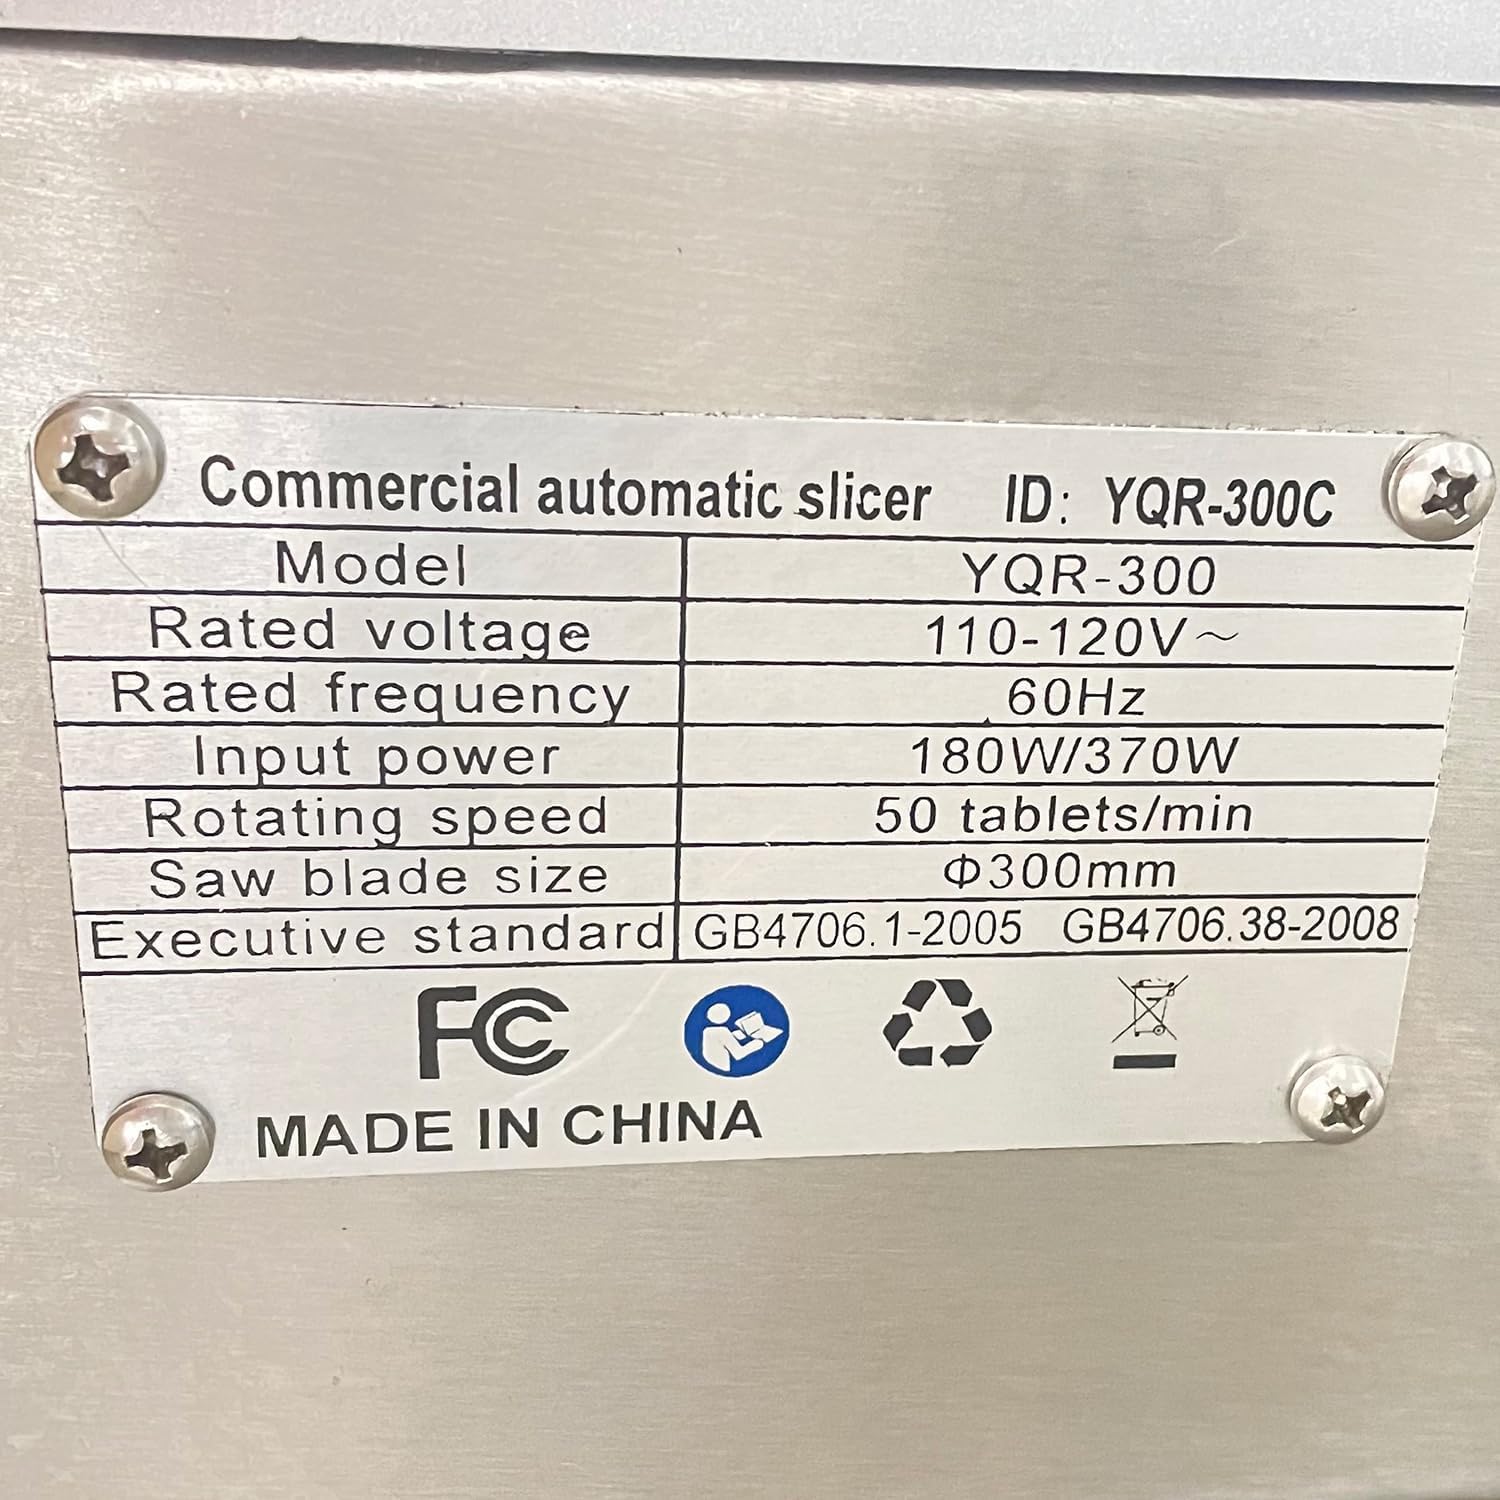 Commercial automatic slicer ID: YQR-300C
Model YQR-300
Rated voltage 110-120V～
Rated frequency 60Hz
Input power 180W/370W
Rotating speed 50 tablets/min
Saw blade size Φ300mm
Executive standard GB4706.1-2005 GB4706.38-2008
FC
MADE IN CHINA